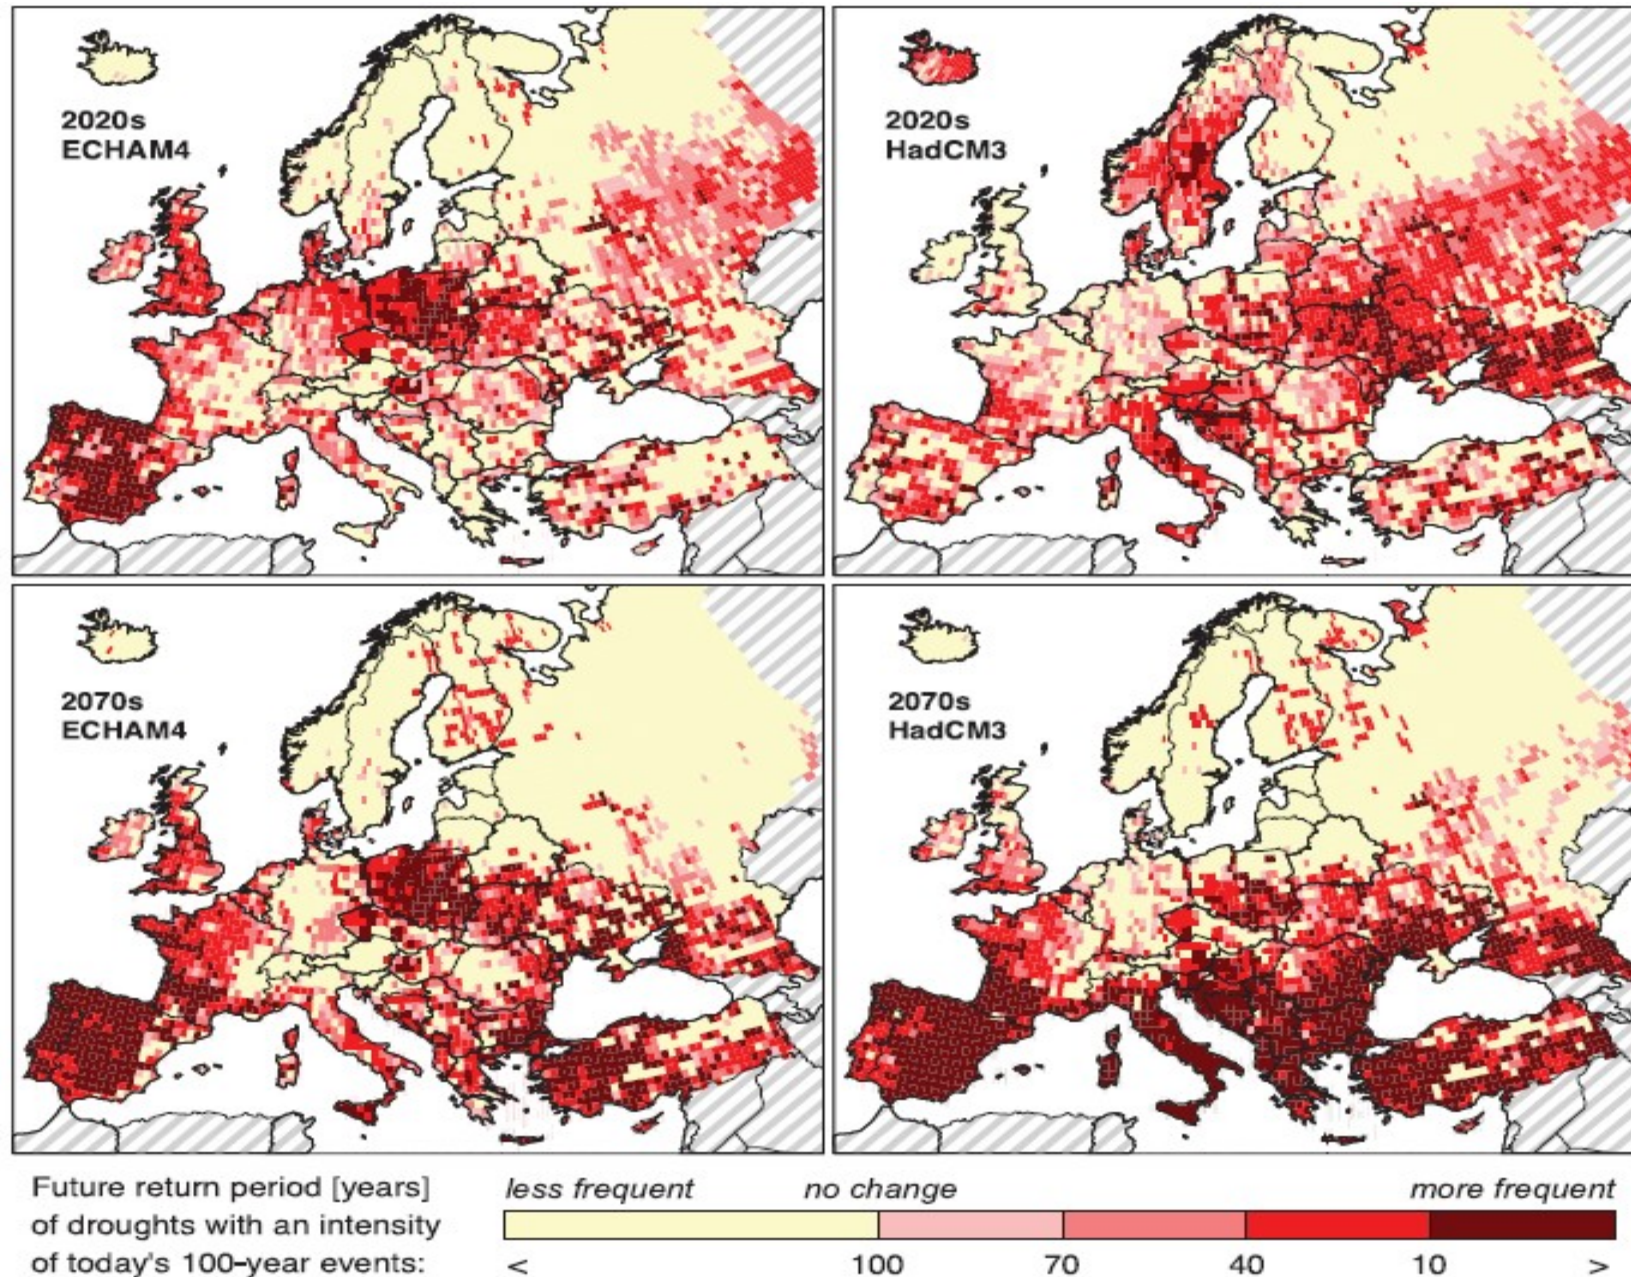 2020s
ECHAM4
2020s
HadCM3
2070s
ECHAM4
2070s
HadCM3
Future return period [years]
of droughts with an intensity
of today's 100-year events:
less frequent no change more frequent
< 100 70 40 10 >